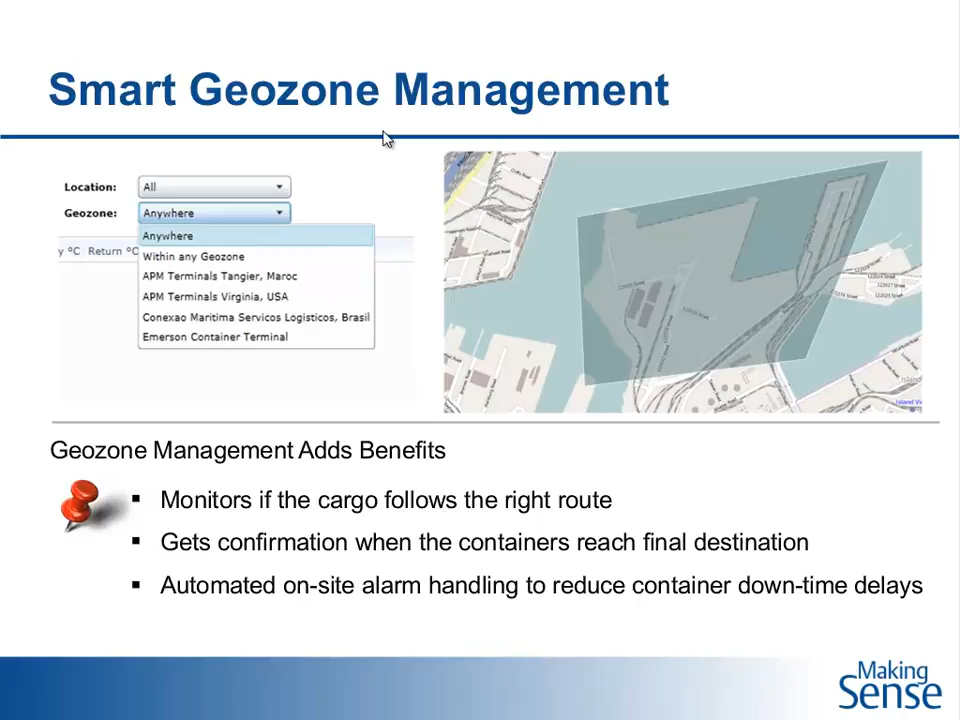 Smart Geozone Management
Location: All
Geozone: Anywhere
Anywhere
y °C Return °C
Within any Geozone
APM Terminals Tangier, Maroc
APM Terminals Virginia, USA
Conexao Maritima Servicos Logisticos, Brasil
Emerson Container Terminal
Island Vi
Geozone Management Adds Benefits
▪ Monitors if the cargo follows the right route
▪ Gets confirmation when the containers reach final destination
▪ Automated on-site alarm handling to reduce container down-time delays
Making
Sense